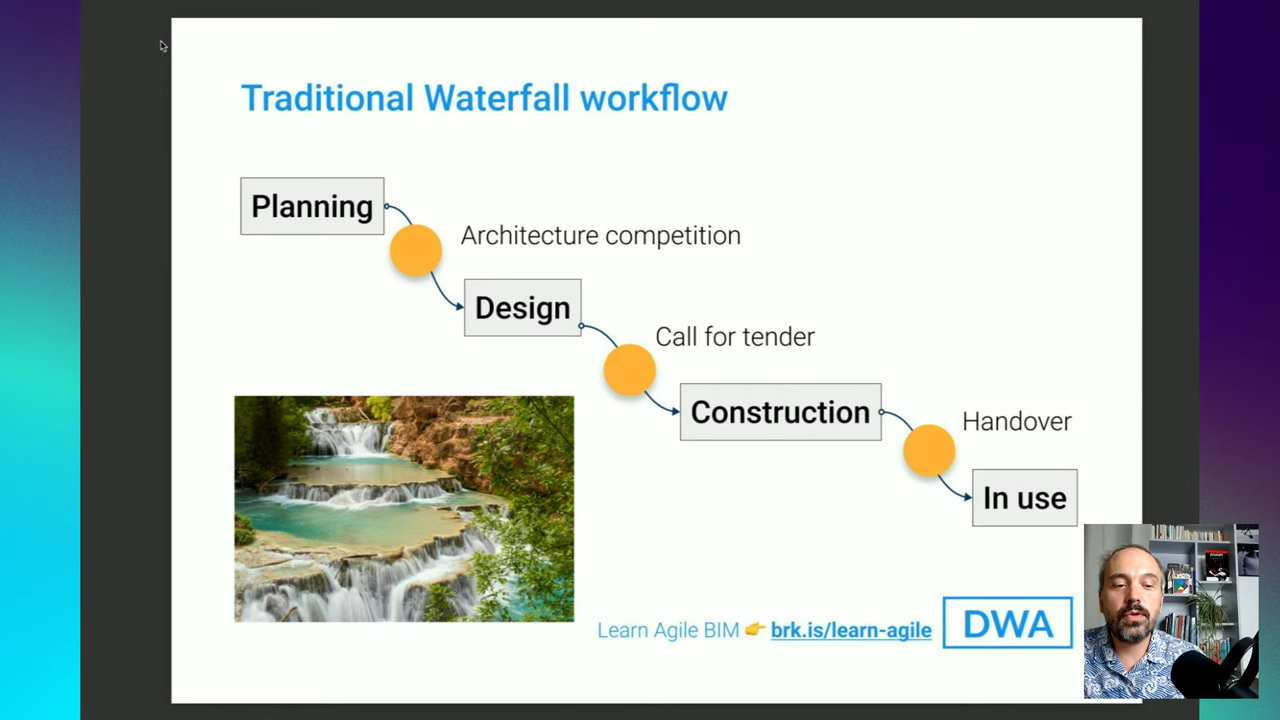 Traditional Waterfall workflow
Planning
Architecture competition
Design
Call for tender
Construction
Handover
In use
Learn Agile BIM 👉 brk.is/learn-agile
DWA